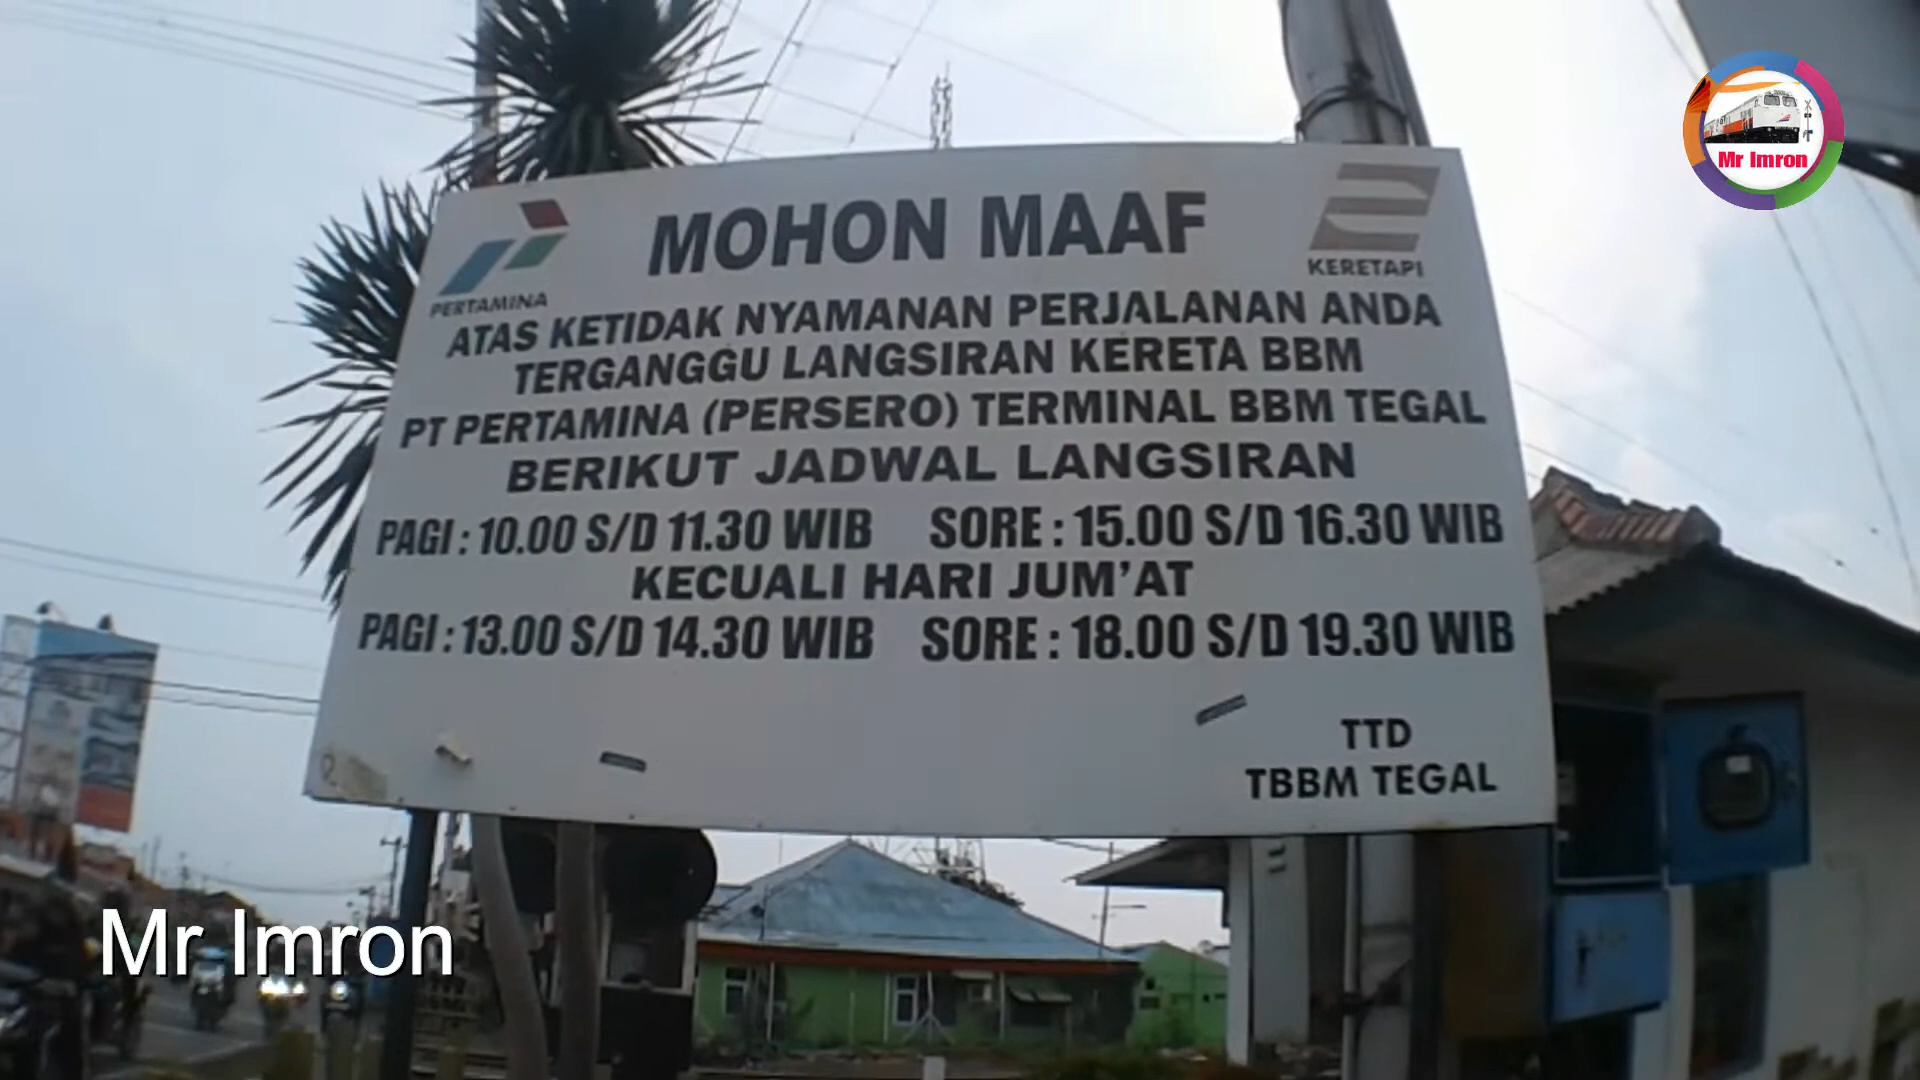 Mr Imron
MOHON MAAF
PERTAMINA
KERETAPI
ATAS KETIDAK NYAMANAN PERJALANAN ANDA
TERGANGGU LANGSIRAN KERETA BBM
PT PERTAMINA (PERSERO) TERMINAL BBM TEGAL
BERIKUT JADWAL LANGSIRAN
PAGI : 10.00 S/D 11.30 WIB SORE : 15.00 S/D 16.30 WIB
KECUALI HARI JUM'AT
PAGI : 13.00 S/D 14.30 WIB SORE : 18.00 S/D 19.30 WIB
TTD
TBBM TEGAL
Mr Imron